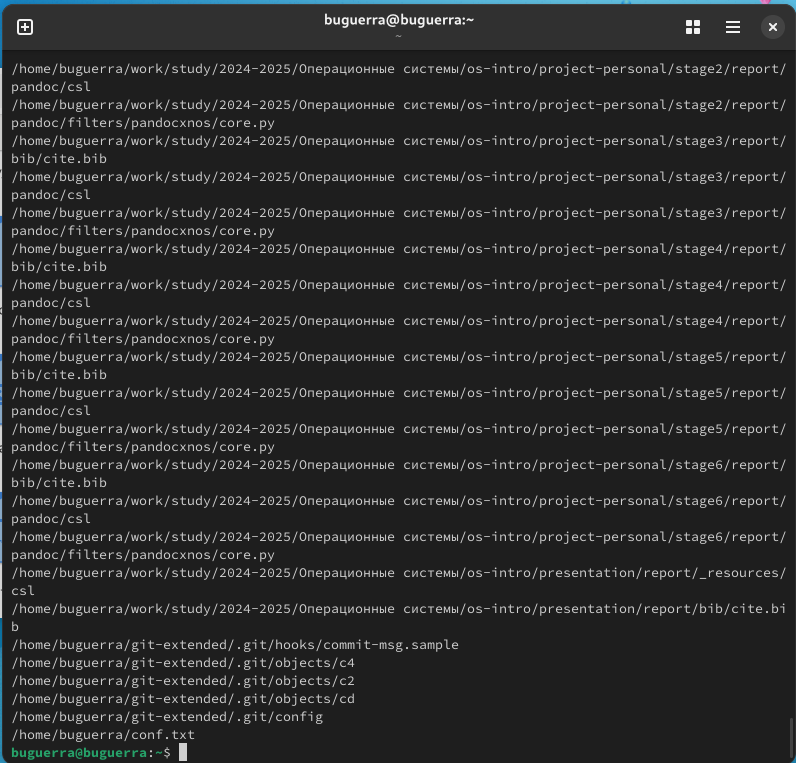 buguerra@buguerra:~
~
/home/buguerra/work/study/2024-2025/Операционные системы/os-intro/project-personal/stage2/report/
pandoc/csl
/home/buguerra/work/study/2024-2025/Операционные системы/os-intro/project-personal/stage2/report/
pandoc/filters/pandocxnos/core.py
/home/buguerra/work/study/2024-2025/Операционные системы/os-intro/project-personal/stage3/report/
bib/cite.bib
/home/buguerra/work/study/2024-2025/Операционные системы/os-intro/project-personal/stage3/report/
pandoc/csl
/home/buguerra/work/study/2024-2025/Операционные системы/os-intro/project-personal/stage3/report/
pandoc/filters/pandocxnos/core.py
/home/buguerra/work/study/2024-2025/Операционные системы/os-intro/project-personal/stage4/report/
bib/cite.bib
/home/buguerra/work/study/2024-2025/Операционные системы/os-intro/project-personal/stage4/report/
pandoc/csl
/home/buguerra/work/study/2024-2025/Операционные системы/os-intro/project-personal/stage4/report/
pandoc/filters/pandocxnos/core.py
/home/buguerra/work/study/2024-2025/Операционные системы/os-intro/project-personal/stage5/report/
bib/cite.bib
/home/buguerra/work/study/2024-2025/Операционные системы/os-intro/project-personal/stage5/report/
pandoc/csl
/home/buguerra/work/study/2024-2025/Операционные системы/os-intro/project-personal/stage5/report/
pandoc/filters/pandocxnos/core.py
/home/buguerra/work/study/2024-2025/Операционные системы/os-intro/project-personal/stage6/report/
bib/cite.bib
/home/buguerra/work/study/2024-2025/Операционные системы/os-intro/project-personal/stage6/report/
pandoc/csl
/home/buguerra/work/study/2024-2025/Операционные системы/os-intro/project-personal/stage6/report/
pandoc/filters/pandocxnos/core.py
/home/buguerra/work/study/2024-2025/Операционные системы/os-intro/presentation/report/_resources/
csl
/home/buguerra/work/study/2024-2025/Операционные системы/os-intro/presentation/report/bib/cite.bi
b
/home/buguerra/git-extended/.git/hooks/commit-msg.sample
/home/buguerra/git-extended/.git/objects/c4
/home/buguerra/git-extended/.git/objects/c2
/home/buguerra/git-extended/.git/objects/cd
/home/buguerra/git-extended/.git/config
/home/buguerra/conf.txt
buguerra@buguerra:~$